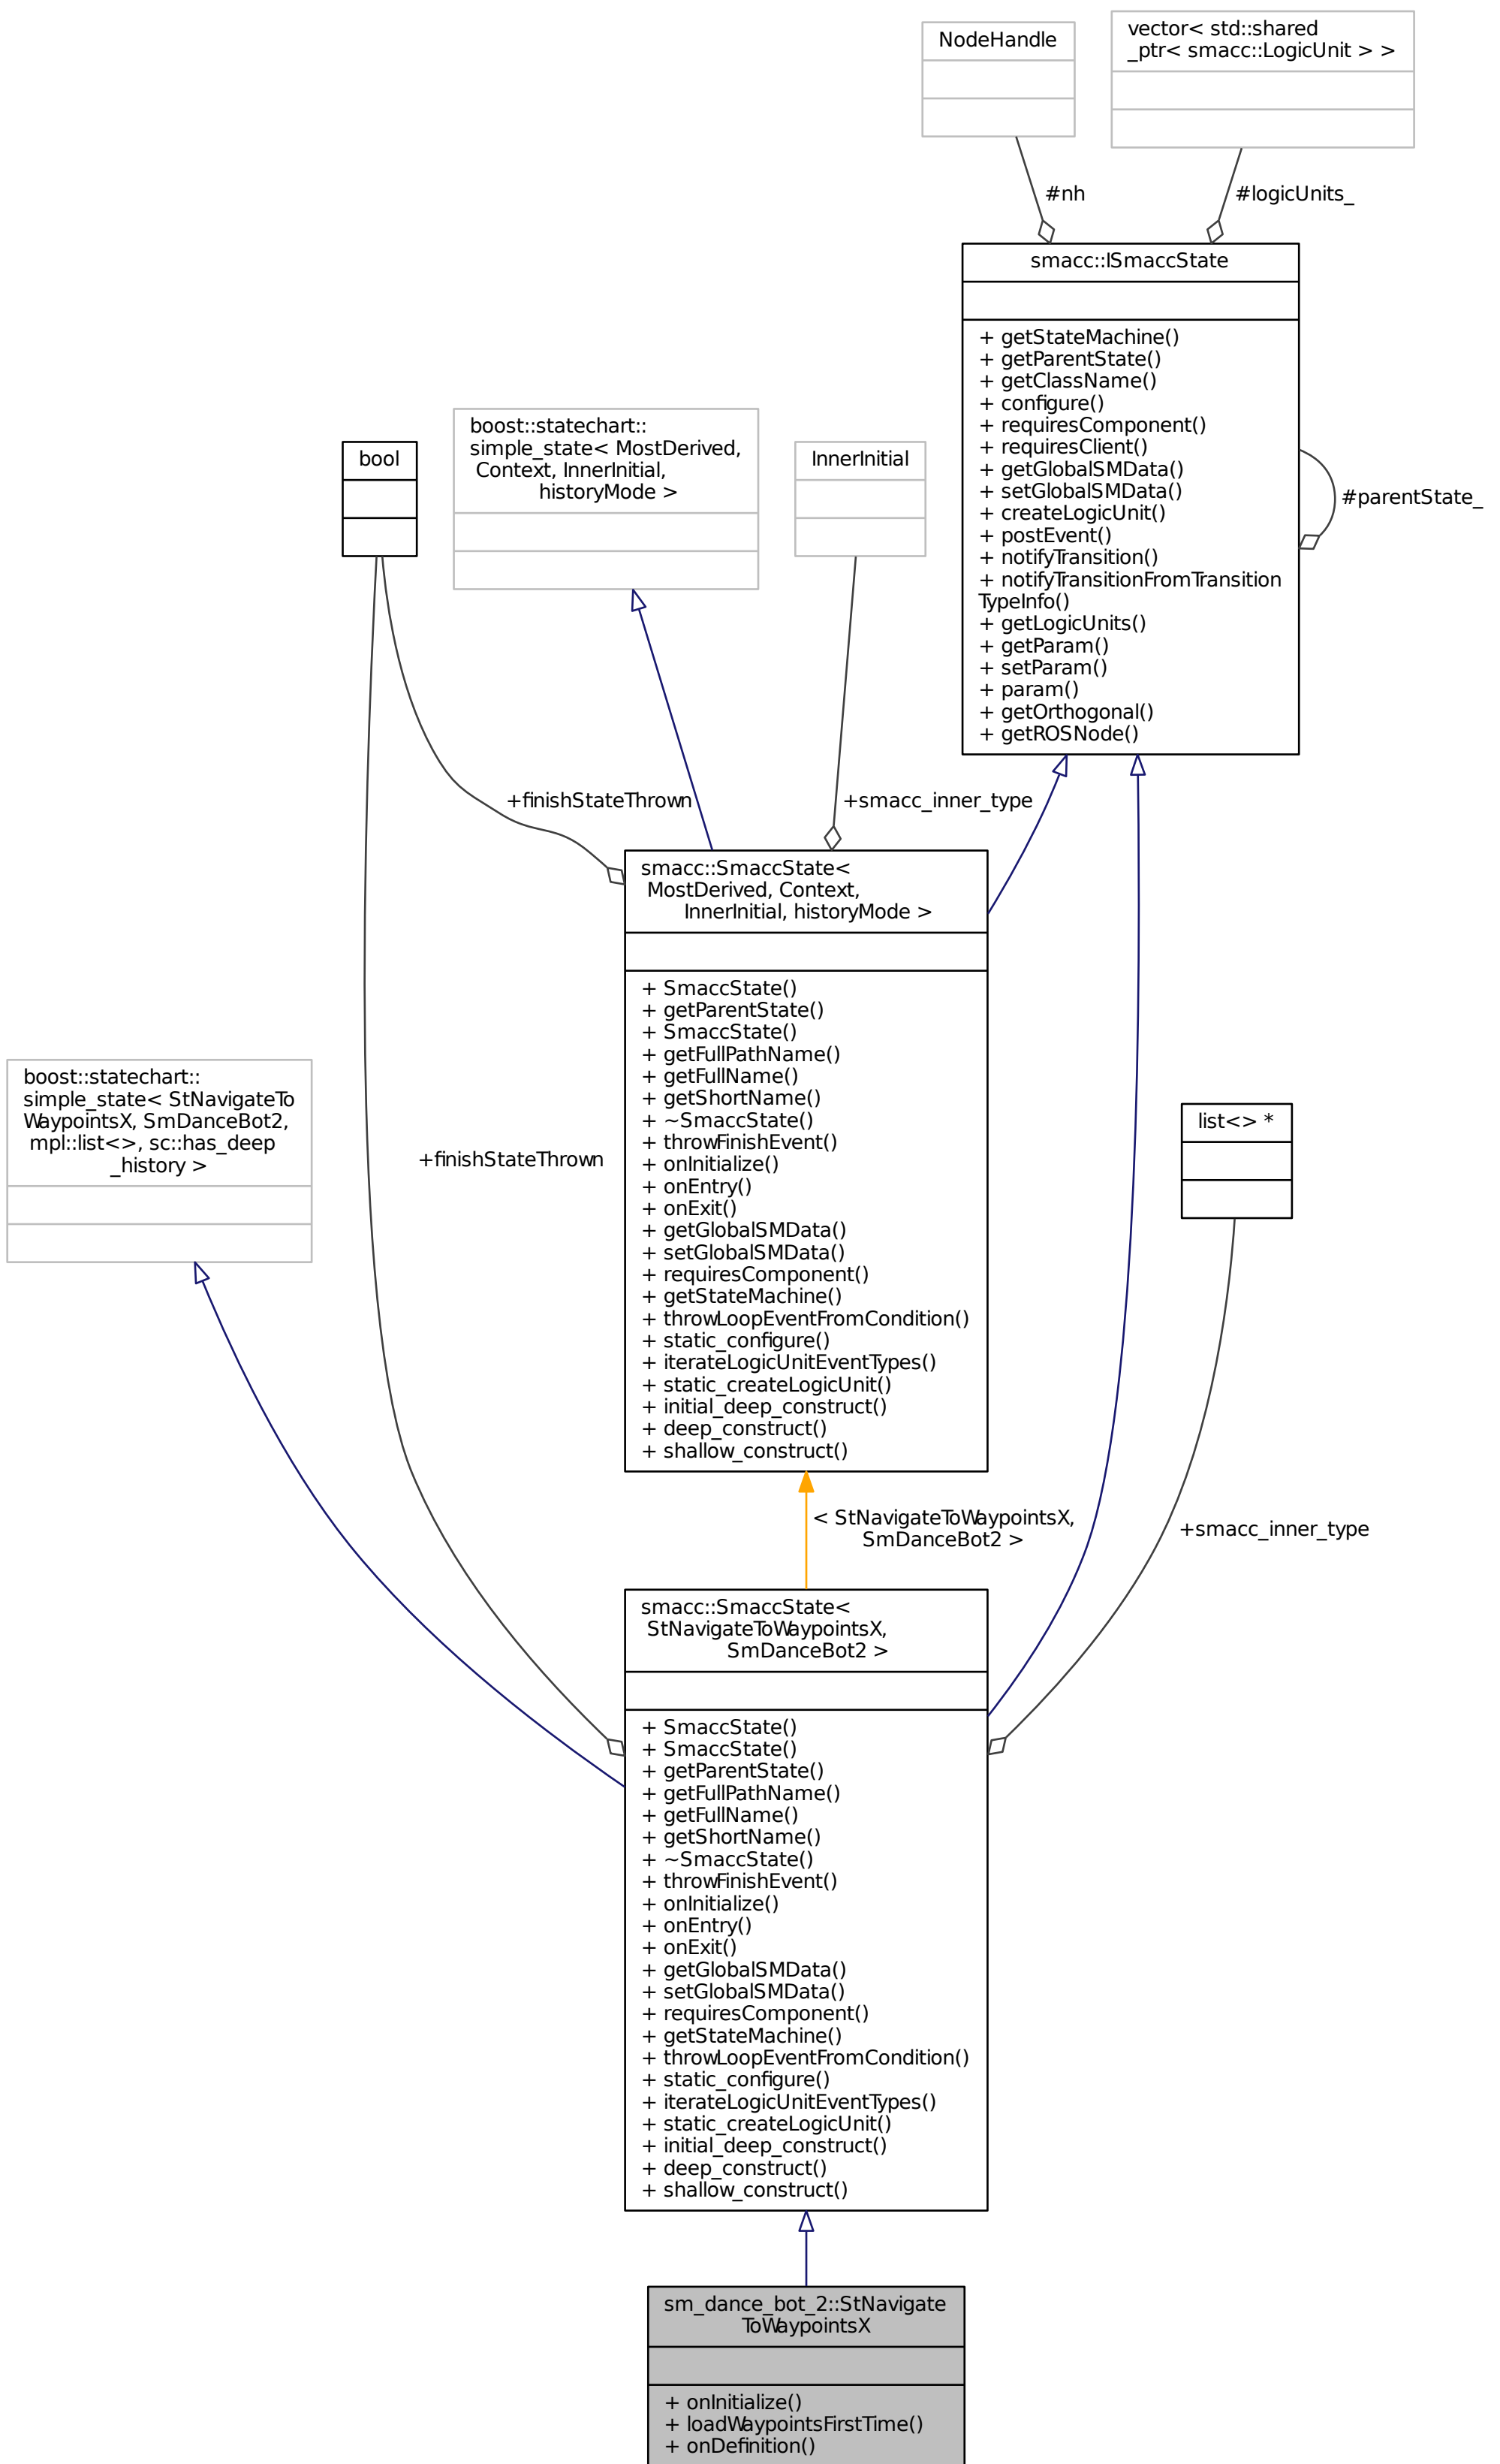 NodeHandle
vector< std::shared
_ptr< smacc::LogicUnit > >
#nh
#logicUnits_
smacc::ISmaccState
+ getStateMachine()
+ getParentState()
+ getClassName()
+ configure()
+ requiresComponent()
+ requiresClient()
+ getGlobalSMData()
+ setGlobalSMData()
+ createLogicUnit()
+ postEvent()
+ notifyTransition()
+ notifyTransitionFromTransition
TypeInfo()
+ getLogicUnits()
+ getParam()
+ setParam()
+ param()
+ getOrthogonal()
+ getROSNode()
#parentState_
bool
boost::statechart::
simple_state< MostDerived,
Context, InnerInitial,
historyMode >
InnerInitial
+finishStateThrown
+smacc_inner_type
smacc::SmaccState<
MostDerived, Context,
InnerInitial, historyMode >
+ SmaccState()
+ getParentState()
+ SmaccState()
+ getFullPathName()
+ getFullName()
+ getShortName()
+ ~SmaccState()
+ throwFinishEvent()
+ onInitialize()
+ onEntry()
+ onExit()
+ getGlobalSMData()
+ setGlobalSMData()
+ requiresComponent()
+ getStateMachine()
+ throwLoopEventFromCondition()
+ static_configure()
+ iterateLogicUnitEventTypes()
+ static_createLogicUnit()
+ initial_deep_construct()
+ deep_construct()
+ shallow_construct()
boost::statechart::
simple_state< StNavigateTo
WaypointsX, SmDanceBot2,
mpl::list<>, sc::has_deep
_history >
+finishStateThrown
list<> *
< StNavigateToWaypointsX,
SmDanceBot2 >
+smacc_inner_type
smacc::SmaccState<
StNavigateToWaypointsX,
SmDanceBot2 >
+ SmaccState()
+ SmaccState()
+ getParentState()
+ getFullPathName()
+ getFullName()
+ getShortName()
+ ~SmaccState()
+ throwFinishEvent()
+ onInitialize()
+ onEntry()
+ onExit()
+ getGlobalSMData()
+ setGlobalSMData()
+ requiresComponent()
+ getStateMachine()
+ throwLoopEventFromCondition()
+ static_configure()
+ iterateLogicUnitEventTypes()
+ static_createLogicUnit()
+ initial_deep_construct()
+ deep_construct()
+ shallow_construct()
sm_dance_bot_2::StNavigate
ToWaypointsX
+ onInitialize()
+ loadWaypointsFirstTime()
+ onDefinition()